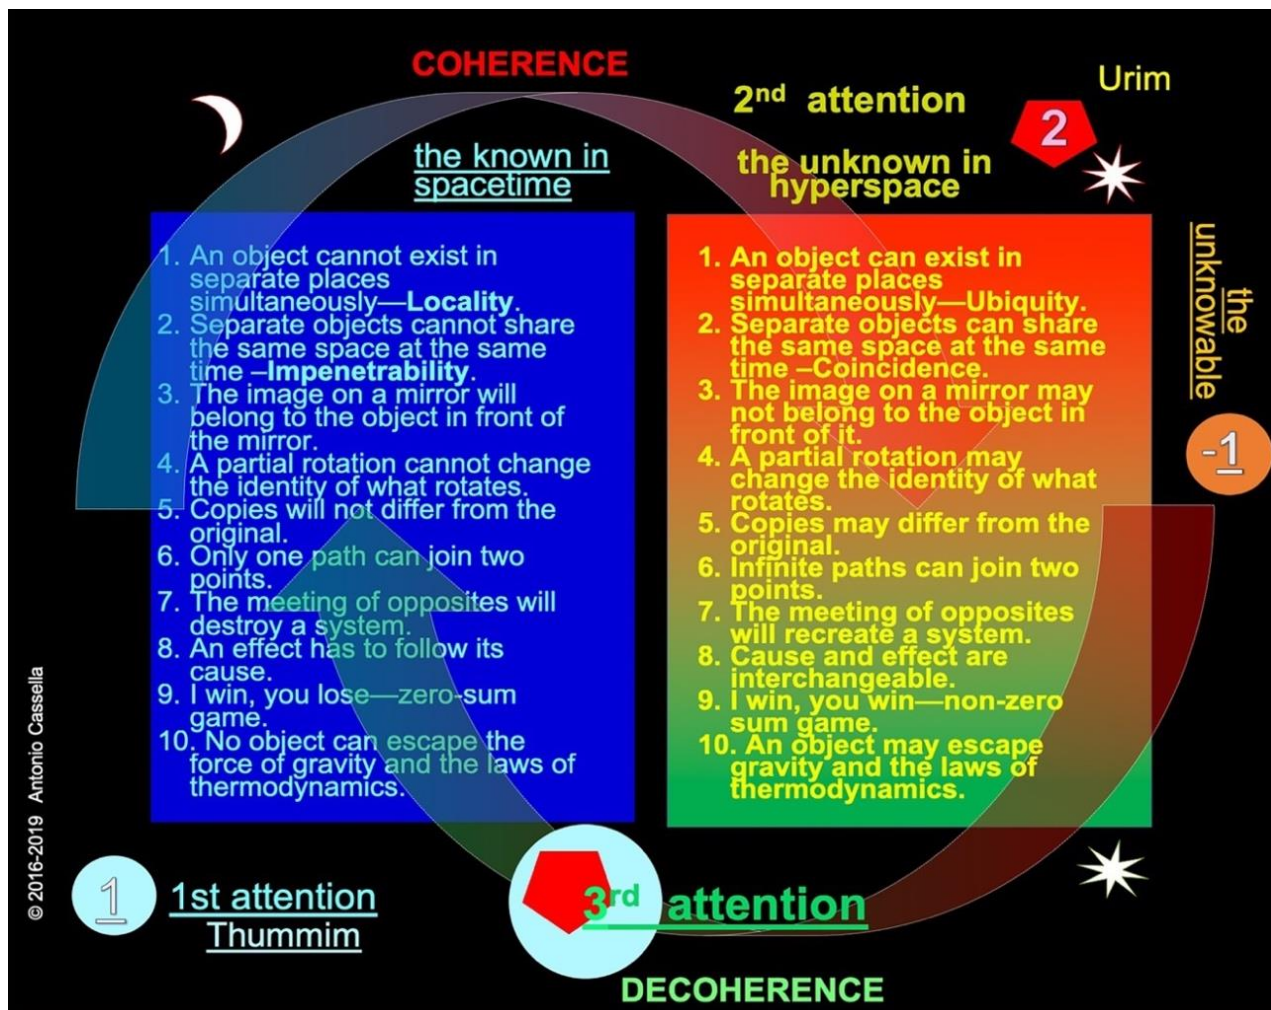 COHERENCE
Urim
2nd attention
2
the known in
spacetime
the unknown in
hyperspace
the
unknowable
-1
1. An object cannot exist in
separate places
simultaneously—Locality.
2. Separate objects cannot share
the same space at the same
time –Impenetrability.
3. The image on a mirror will
belong to the object in front of
the mirror.
4. A partial rotation cannot change
the identity of what rotates.
5. Copies will not differ from the
original.
6. Only one path can join two
points.
7. The meeting of opposites will
destroy a system.
8. An effect has to follow its
cause.
9. I win, you lose—zero-sum
game.
10. No object can escape the
force of gravity and the laws of
thermodynamics.
1. An object can exist in
separate places
simultaneously—Ubiquity.
2. Separate objects can share
the same space at the same
time –Coincidence.
3. The image on a mirror may
not belong to the object in
front of it.
4. A partial rotation may
change the identity of what
rotates.
5. Copies may differ from the
original.
6. Infinite paths can join two
points.
7. The meeting of opposites
will recreate a system.
8. Cause and effect are
interchangeable.
9. I win, you win—non-zero
sum game.
10. An object may escape
gravity and the laws of
thermodynamics.
© 2016-2019 Antonio Cassella
1
1st attention
Thummim
3rd attention
DECOHERENCE